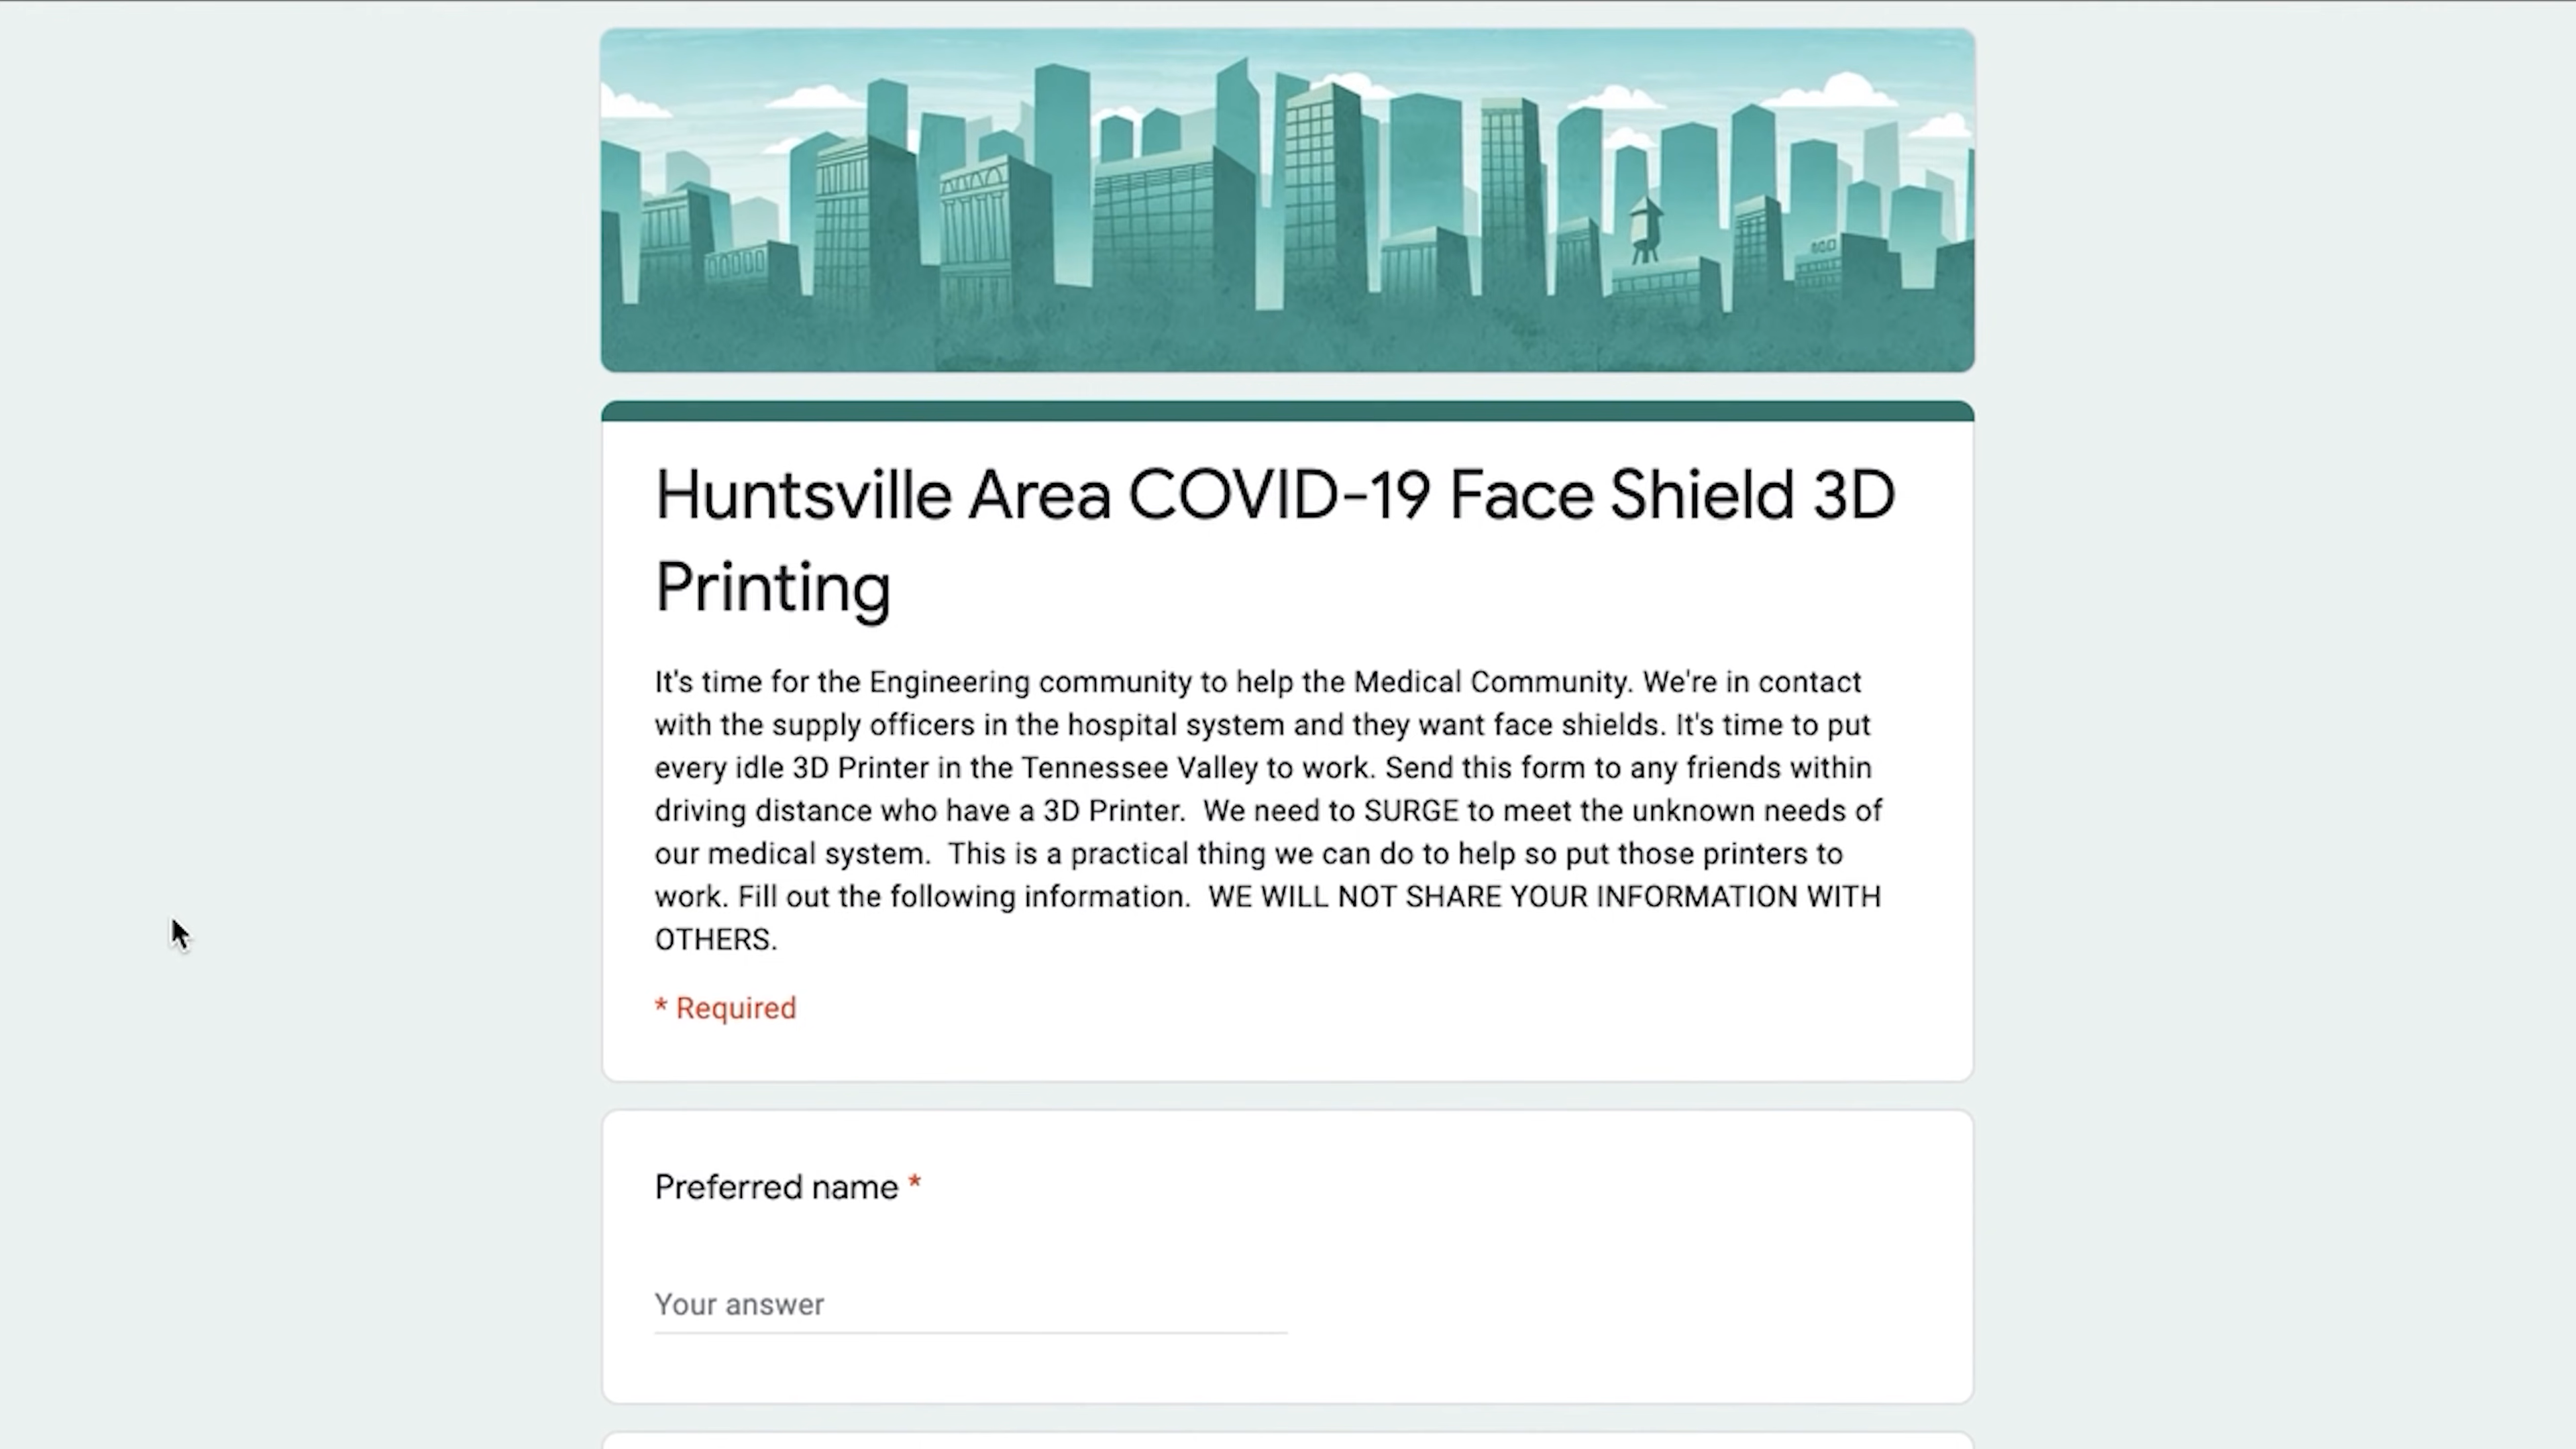 Huntsville Area COVID-19 Face Shield 3D
Printing
It's time for the Engineering community to help the Medical Community. We're in contact
with the supply officers in the hospital system and they want face shields. It's time to put
every idle 3D Printer in the Tennessee Valley to work. Send this form to any friends within
driving distance who have a 3D Printer.  We need to SURGE to meet the unknown needs of
our medical system.  This is a practical thing we can do to help so put those printers to
work. Fill out the following information.  WE WILL NOT SHARE YOUR INFORMATION WITH
OTHERS.
* Required
Preferred name *
Your answer